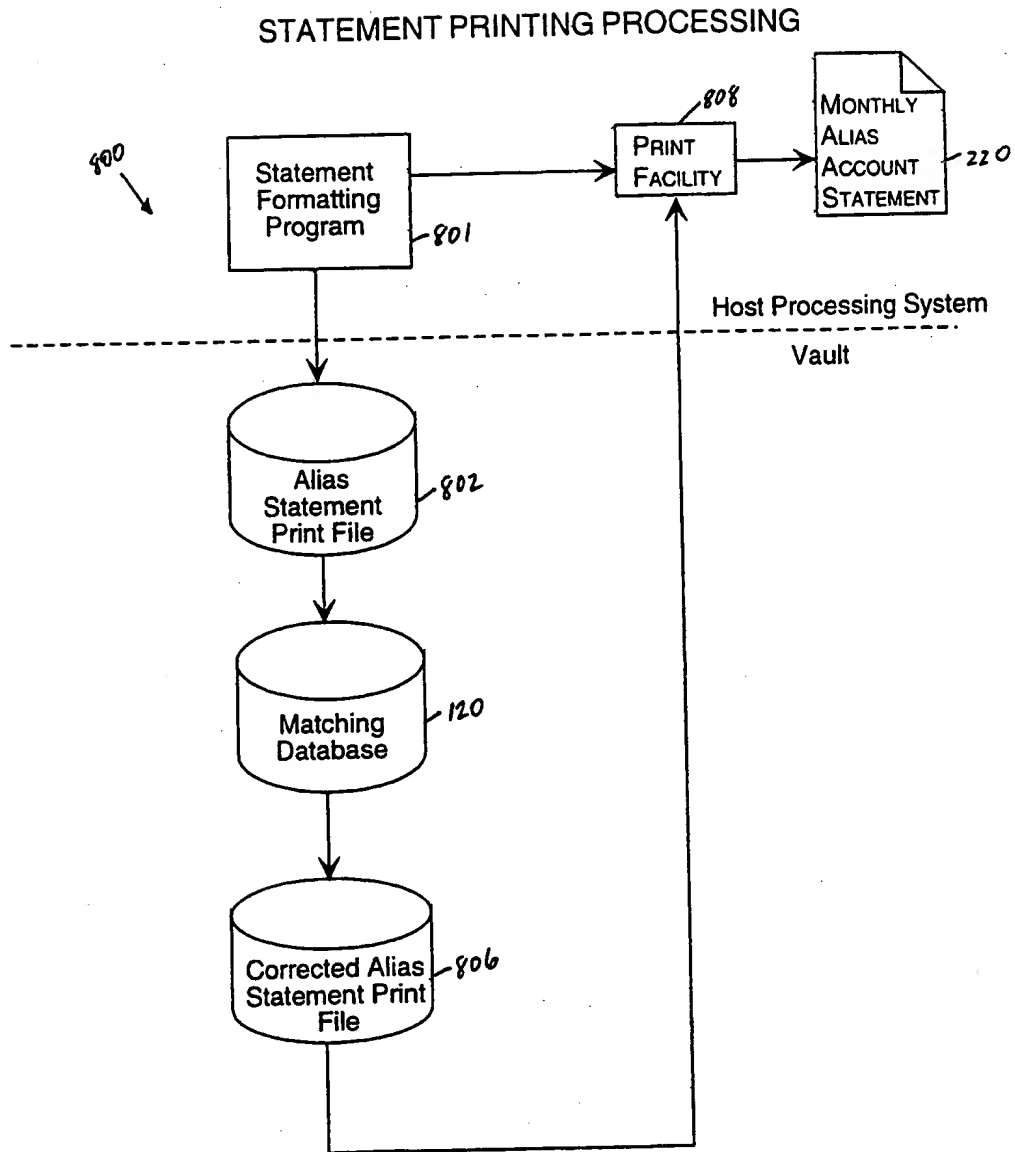 STATEMENT PRINTING PROCESSING
800
Statement
Formatting
Program
801
808
PRINT
FACILITY
MONTHLY
ALIAS
ACCOUNT
STATEMENT
220
Host Processing System
Vault
Alias
Statement
Print File
802
Matching
Database
120
Corrected Alias
Statement Print
File
806